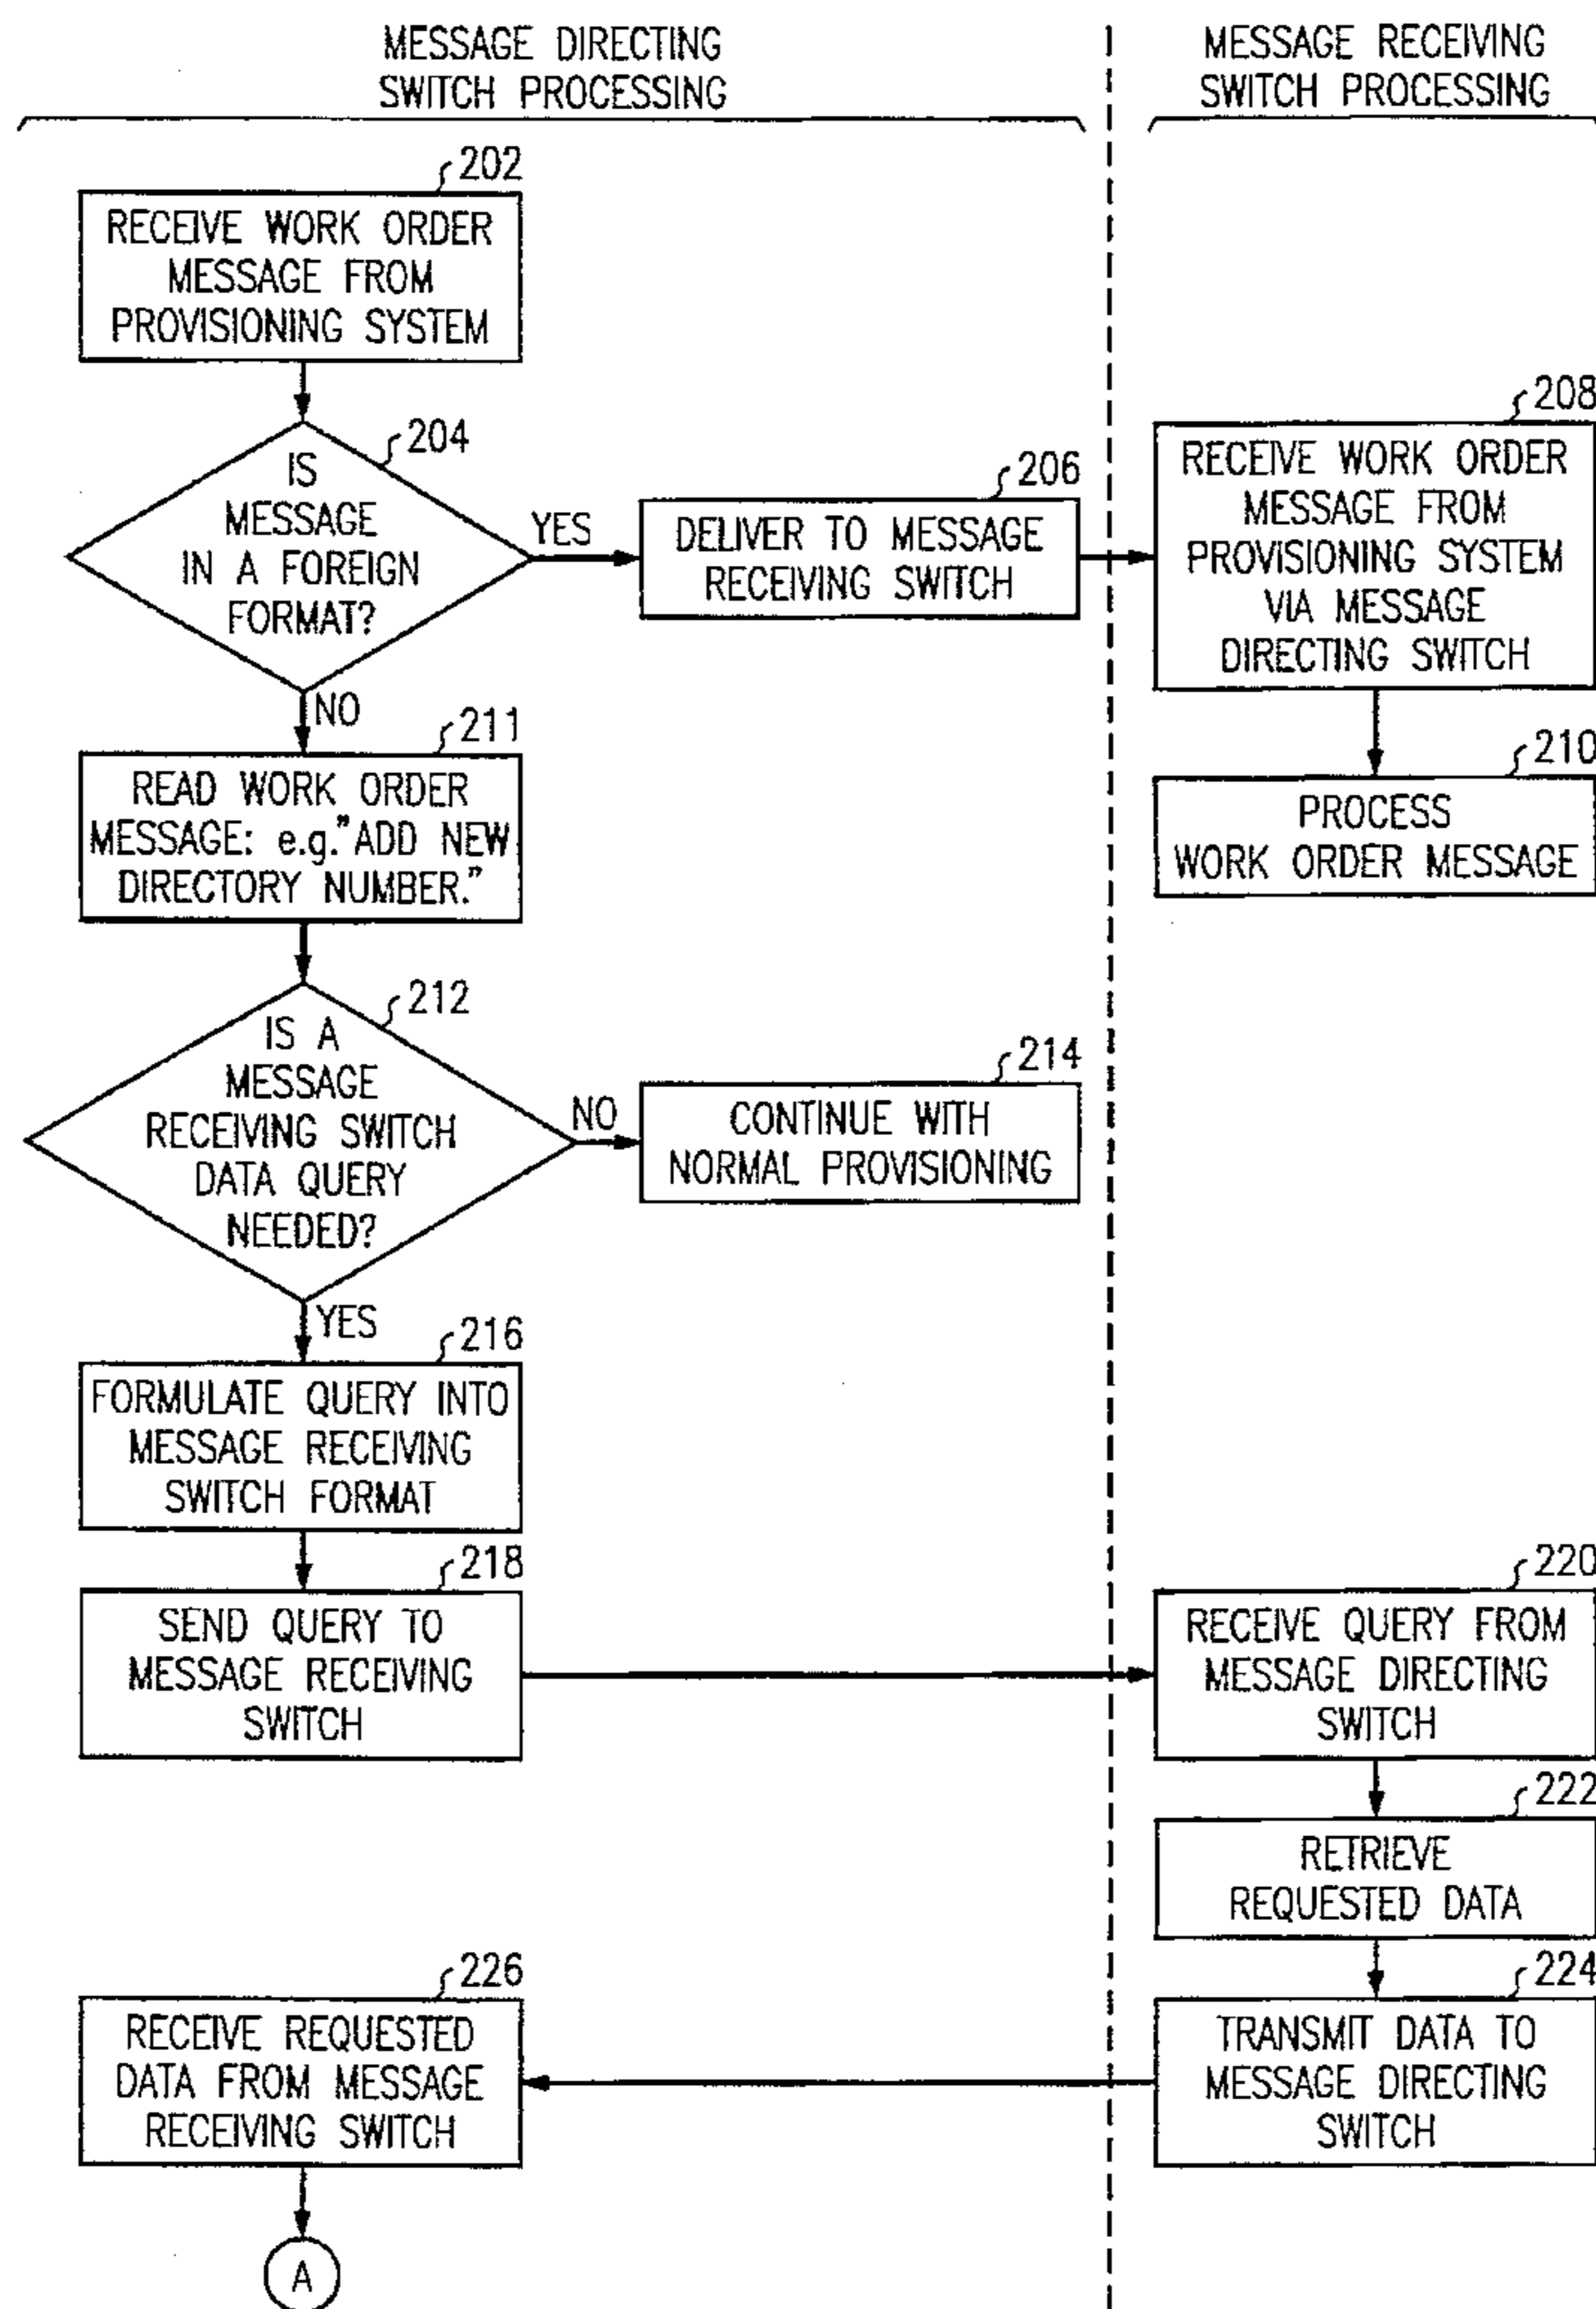 MESSAGE DIRECTING
SWITCH PROCESSING
MESSAGE RECEIVING
SWITCH PROCESSING
202
RECEIVE WORK ORDER
MESSAGE FROM
PROVISIONING SYSTEM
204
IS
MESSAGE
IN A FOREIGN
FORMAT?
YES
206
DELIVER TO MESSAGE
RECEIVING SWITCH
208
RECEIVE WORK ORDER
MESSAGE FROM
PROVISIONING SYSTEM
VIA MESSAGE
DIRECTING SWITCH
NO
210
PROCESS
WORK ORDER MESSAGE
211
READ WORK ORDER
MESSAGE: e.g."ADD NEW
DIRECTORY NUMBER."
212
IS A
MESSAGE
RECEIVING SWITCH
DATA QUERY
NEEDED?
NO
214
CONTINUE WITH
NORMAL PROVISIONING
YES
216
FORMULATE QUERY INTO
MESSAGE RECEIVING
SWITCH FORMAT
218
SEND QUERY TO
MESSAGE RECEIVING
SWITCH
220
RECEIVE QUERY FROM
MESSAGE DIRECTING
SWITCH
222
RETRIEVE
REQUESTED DATA
224
TRANSMIT DATA TO
MESSAGE DIRECTING
SWITCH
226
RECEIVE REQUESTED
DATA FROM MESSAGE
RECEIVING SWITCH
A